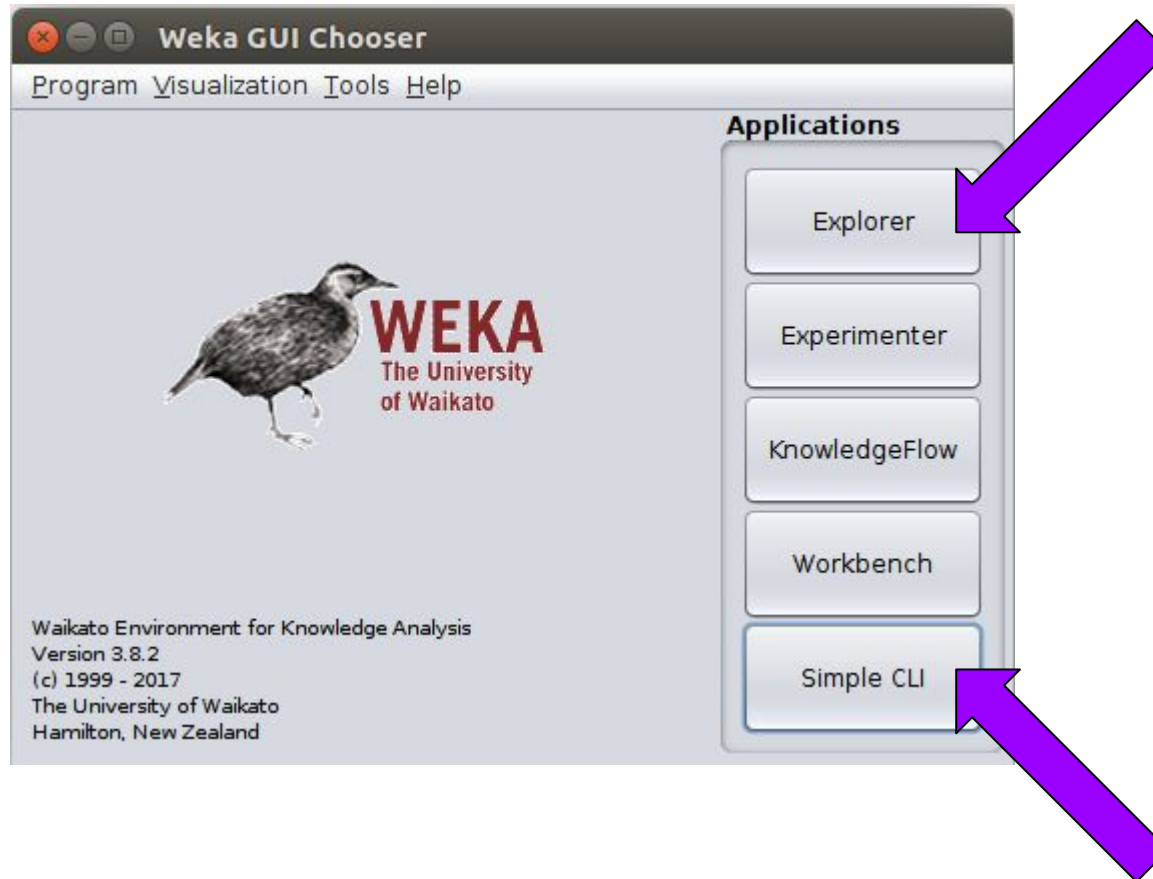 Weka GUI Chooser
Program Visualization Tools Help
Applications
Explorer
Experimenter
KnowledgeFlow
Workbench
Simple CLI
WEKA
The University
of Waikato
Waikato Environment for Knowledge Analysis
Version 3.8.2
(c) 1999 - 2017
The University of Waikato
Hamilton, New Zealand